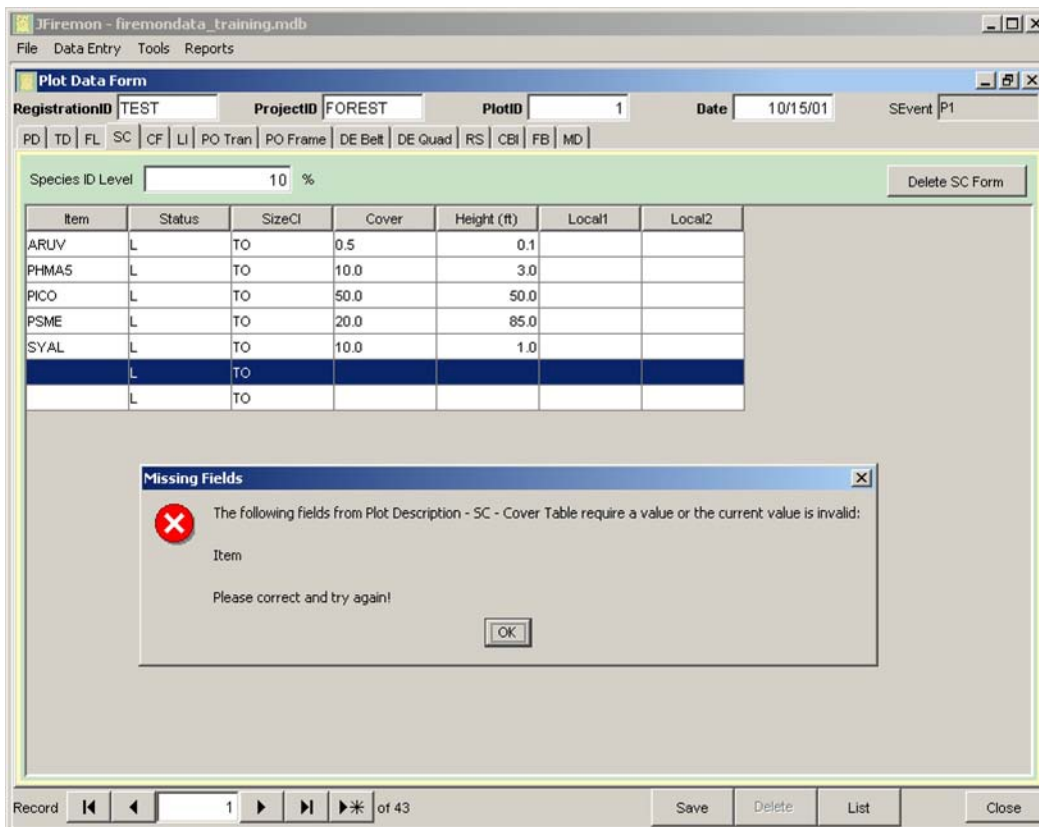 JFiremon - firemondata_training.mdb
File Data Entry Tools Reports
Plot Data Form
RegistrationID TEST ProjectID FOREST PlotID 1 Date 10/15/01 SEvent P1
PD TD FL SC CF LI PO Tran PO Frame DE Belt DE Quad RS CBI FB MD
Species ID Level 10 % Delete SC Form
Item Status SizeCl Cover Height (ft) Local1 Local2
ARUV L TO 0.5 0.1
PHMA5 L TO 10.0 3.0
PICO L TO 50.0 50.0
PSME L TO 20.0 85.0
SYAL L TO 10.0 1.0
L TO
L TO
Missing Fields
The following fields from Plot Description - SC - Cover Table require a value or the current value is invalid:
Item
Please correct and try again!
OK
Record 1 of 43 Save Delete List Close